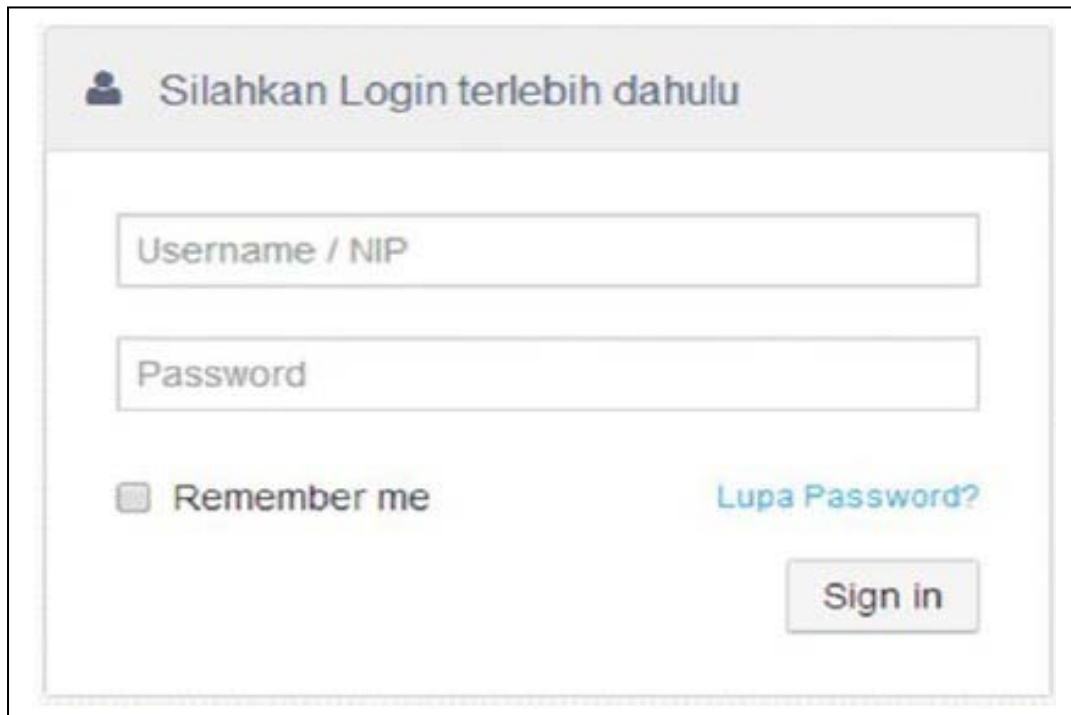 Silahkan Login terlebih dahulu
Username / NIP
Password
Remember me
Lupa Password?
Sign in